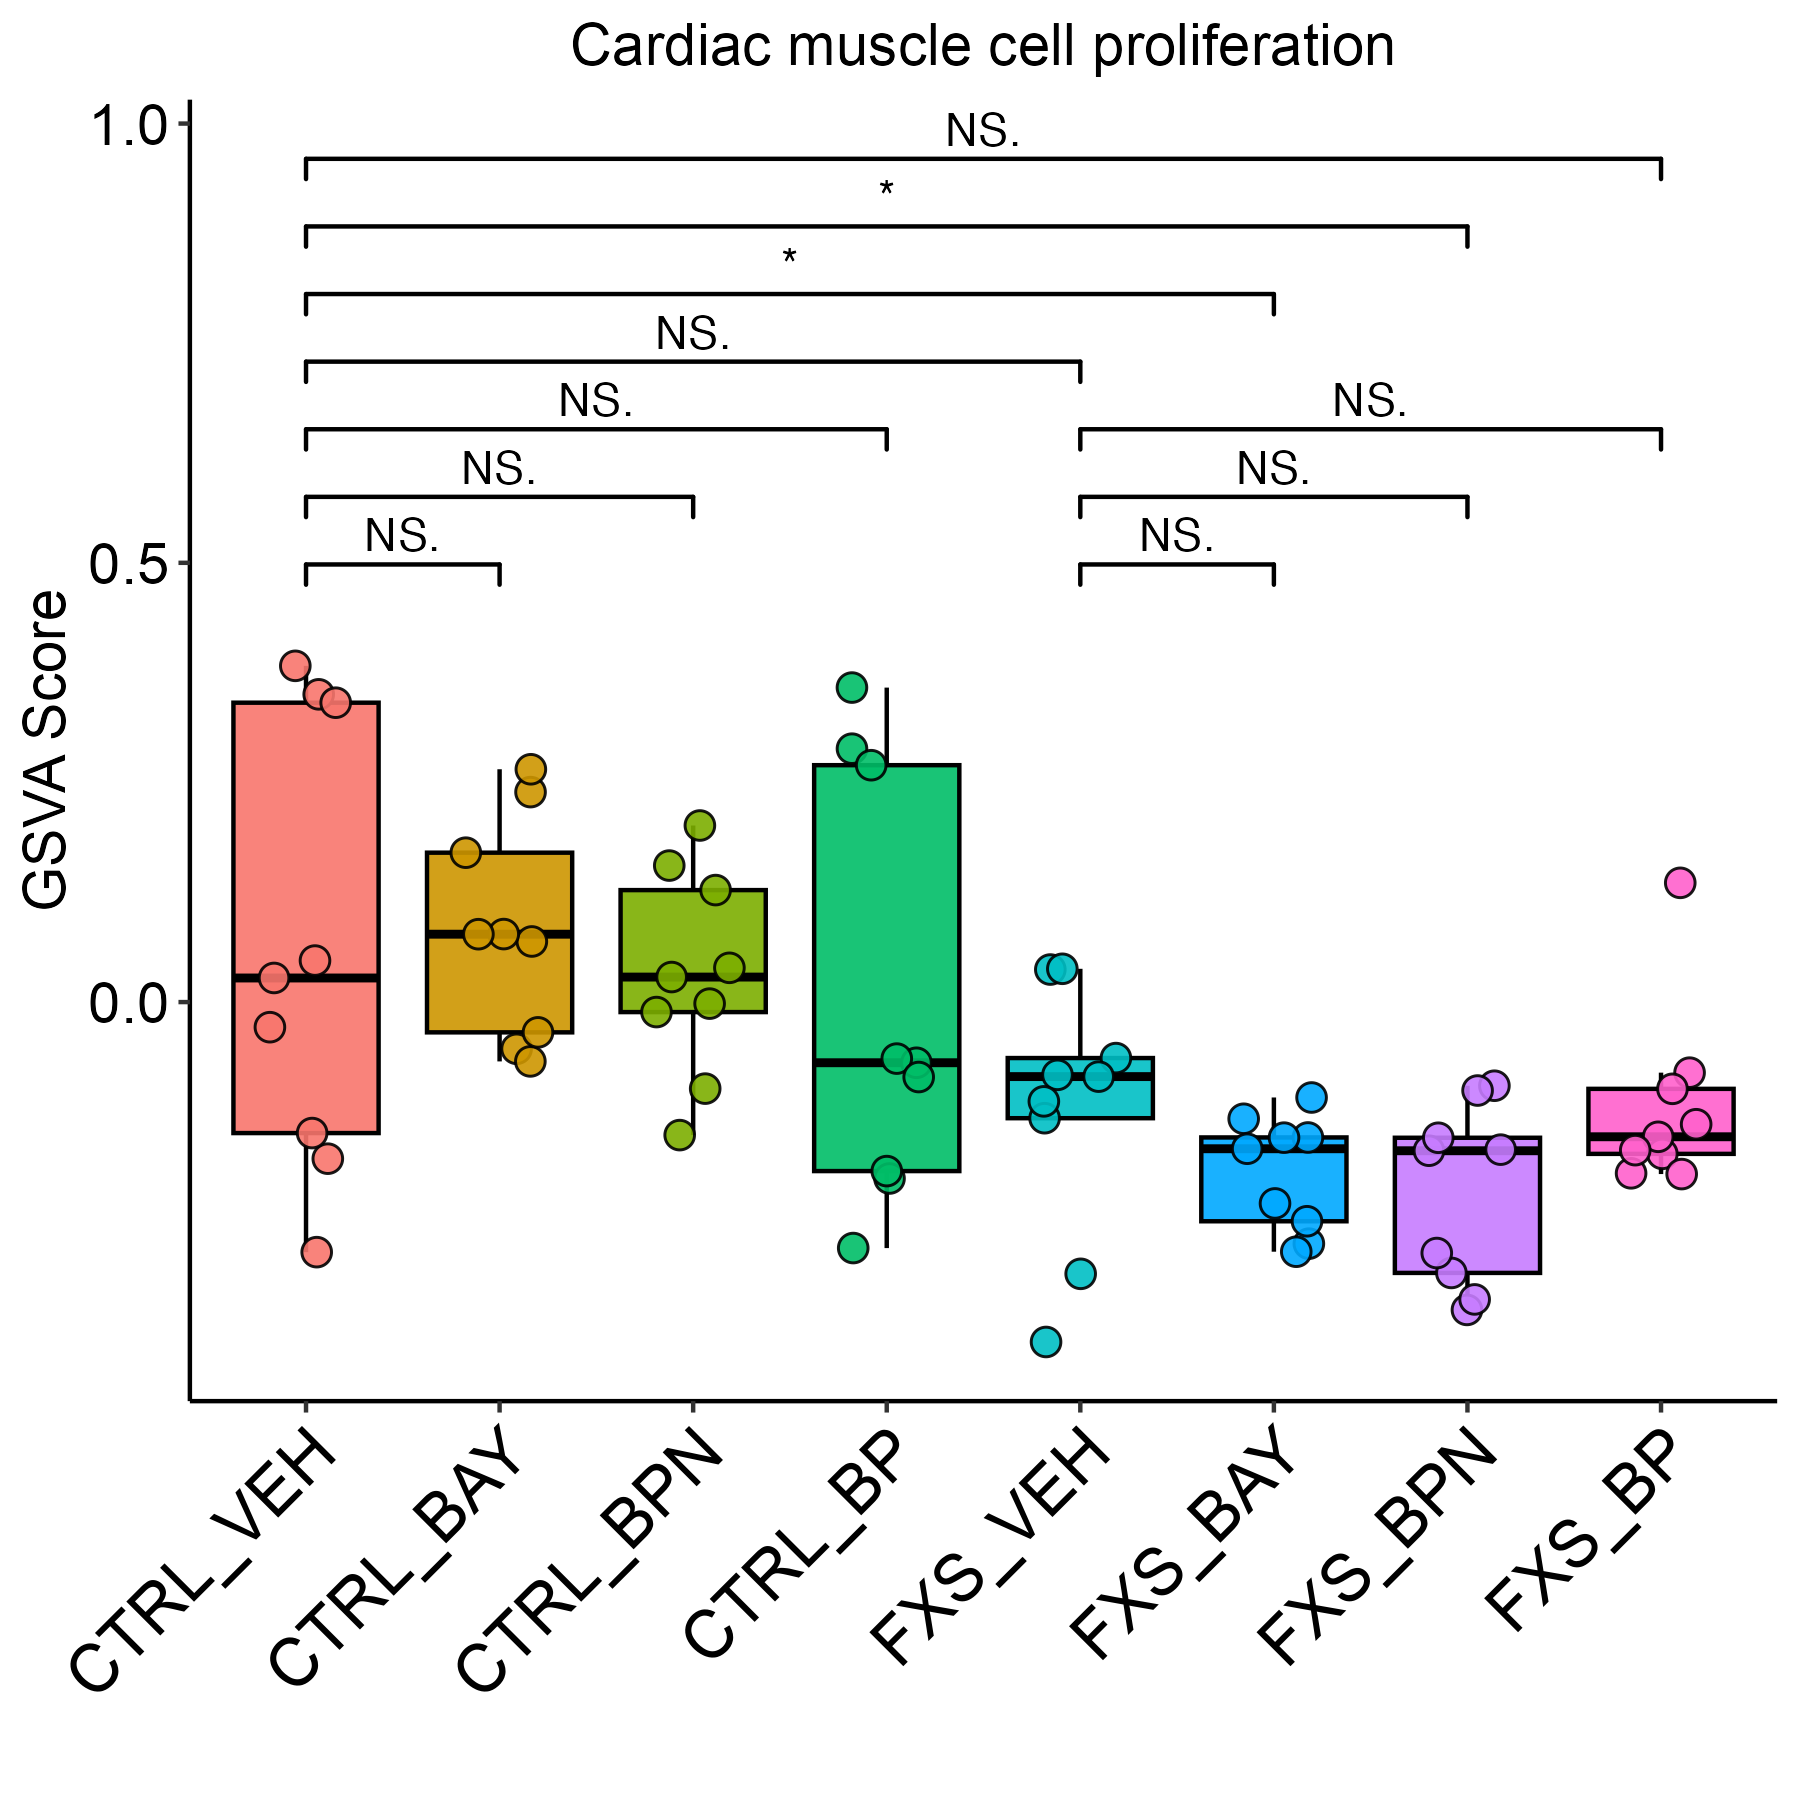 Cardiac muscle cell proliferation
1.0
NS.
*
*
NS.
NS.
NS.
NS.
NS.
0.5
NS.
NS.
GSVA Score
0.0
CTRL_VEH
CTRL_BAY
CTRL_BPN
CTRL_BP
FXS_VEH
FXS_BAY
FXS_BPN
FXS_BP